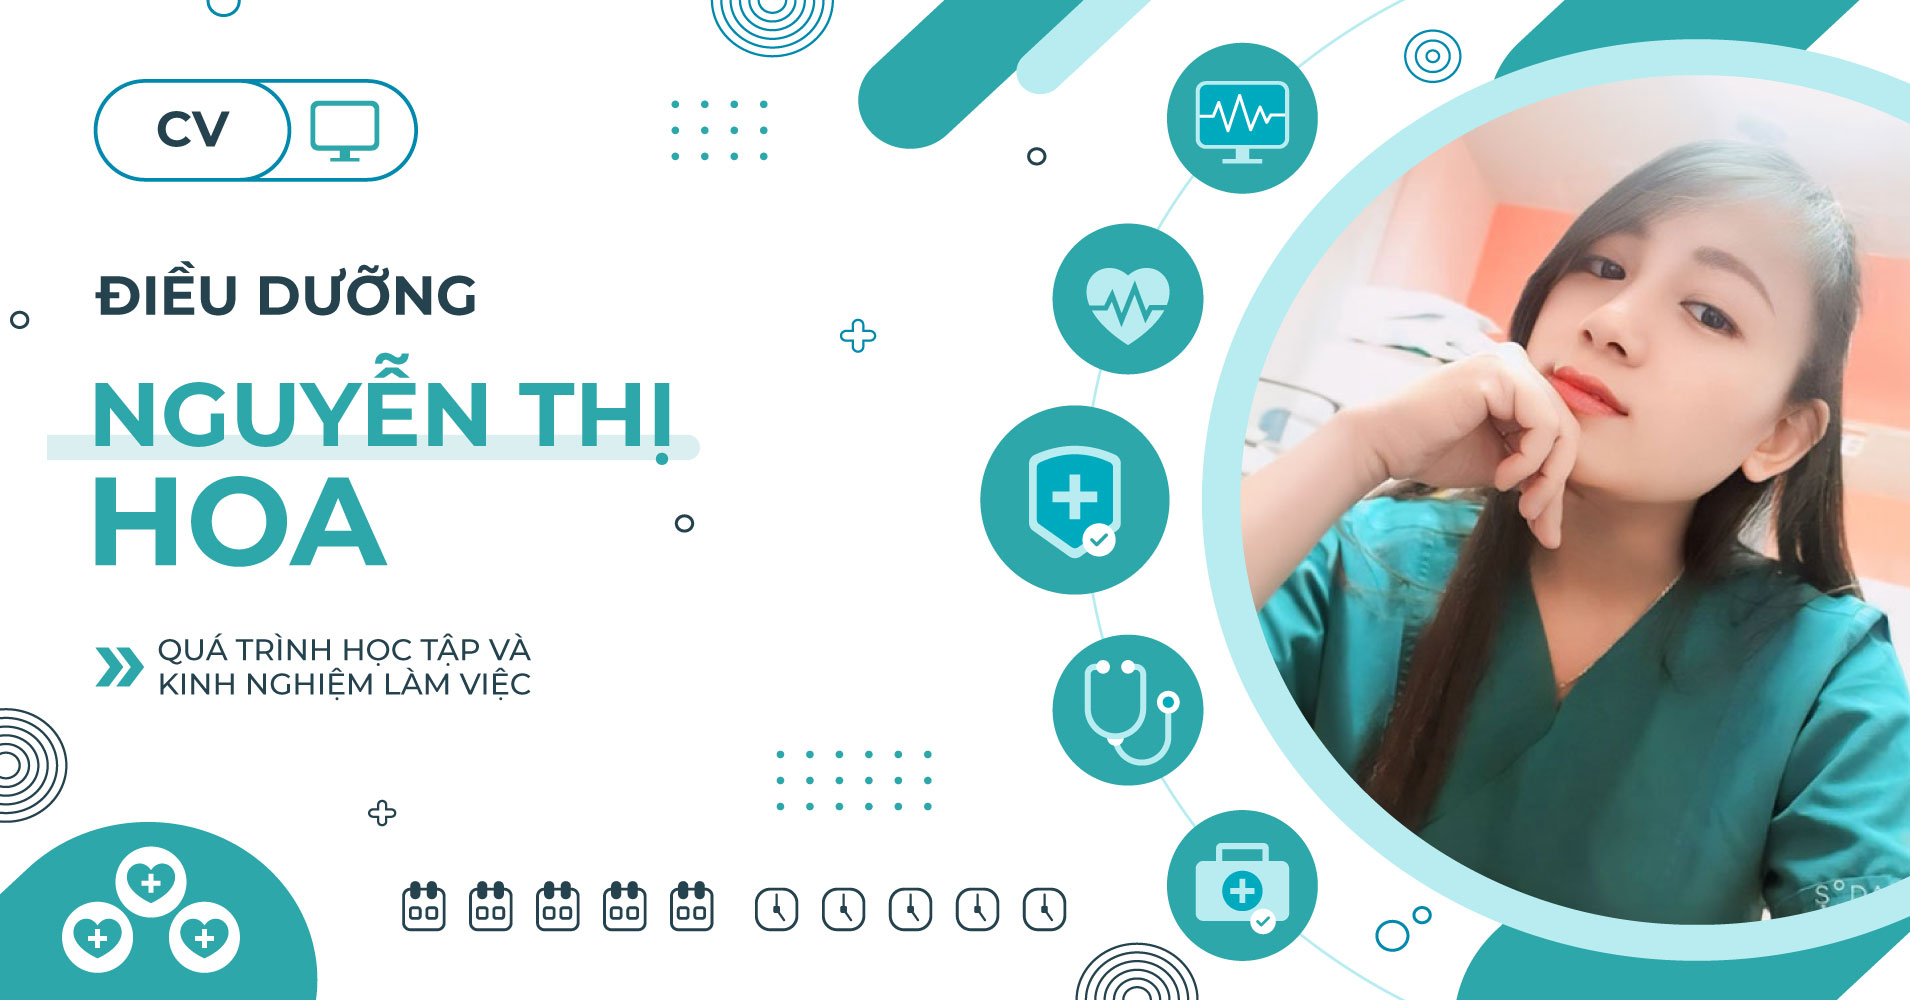 CV
ĐIỀU DƯỠNG
NGUYỄN THỊ
HOA
QUÁ TRÌNH HỌC TẬP VÀ
KINH NGHIỆM LÀM VIỆC